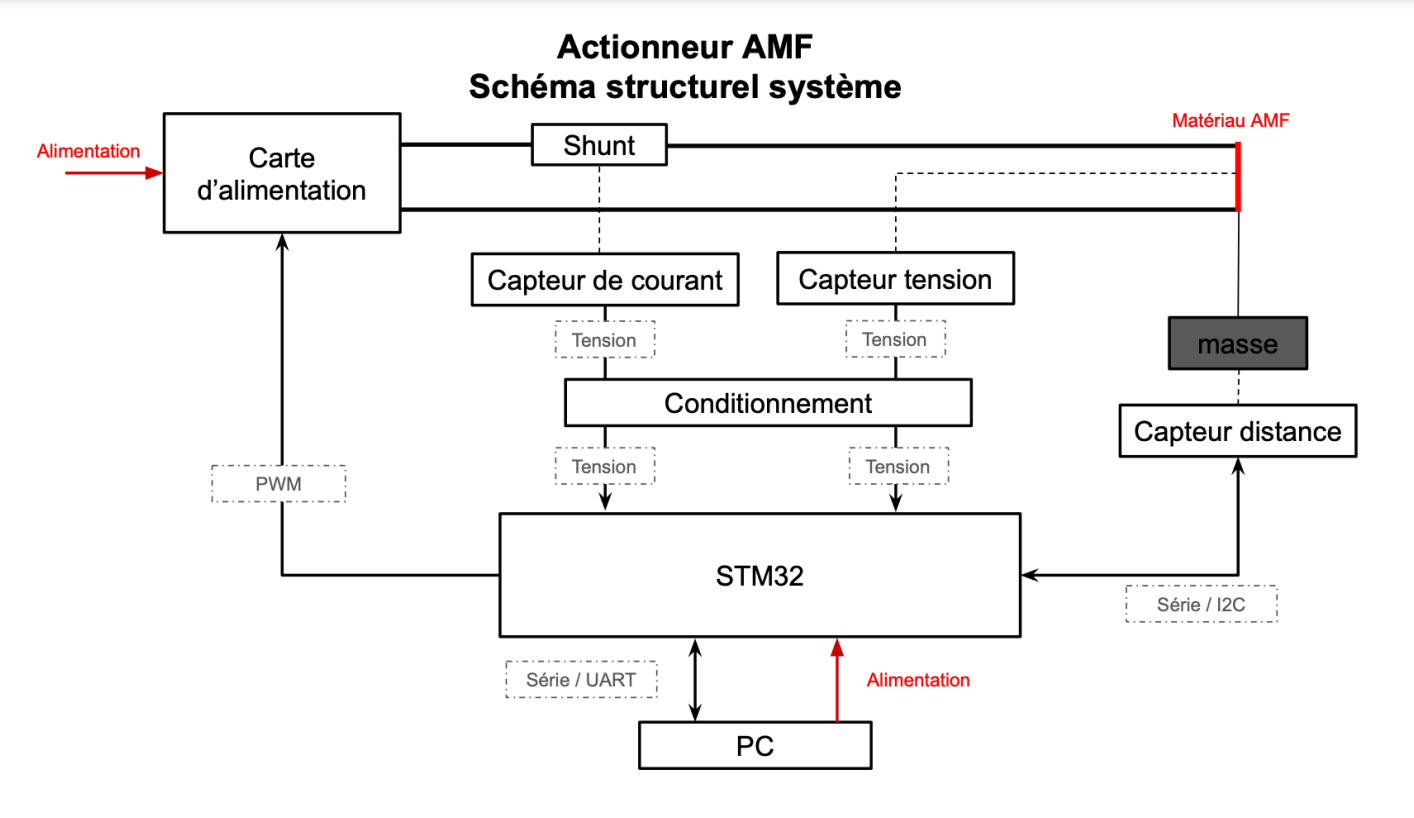 Actionneur AMF
Schéma structurel système
Alimentation
Carte
d’alimentation
Shunt
Matériau AMF
Capteur de courant
Capteur tension
Tension
Tension
masse
Conditionnement
Capteur distance
Tension
Tension
PWM
STM32
Série / I2C
Série / UART
Alimentation
PC